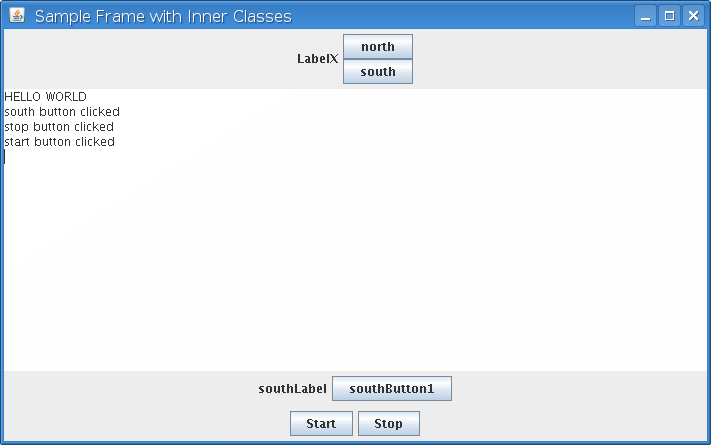 Sample Frame with Inner Classes
LabelX
north
south
HELLO WORLD
south button clicked
stop button clicked
start button clicked
southLabel southButton1
Start Stop